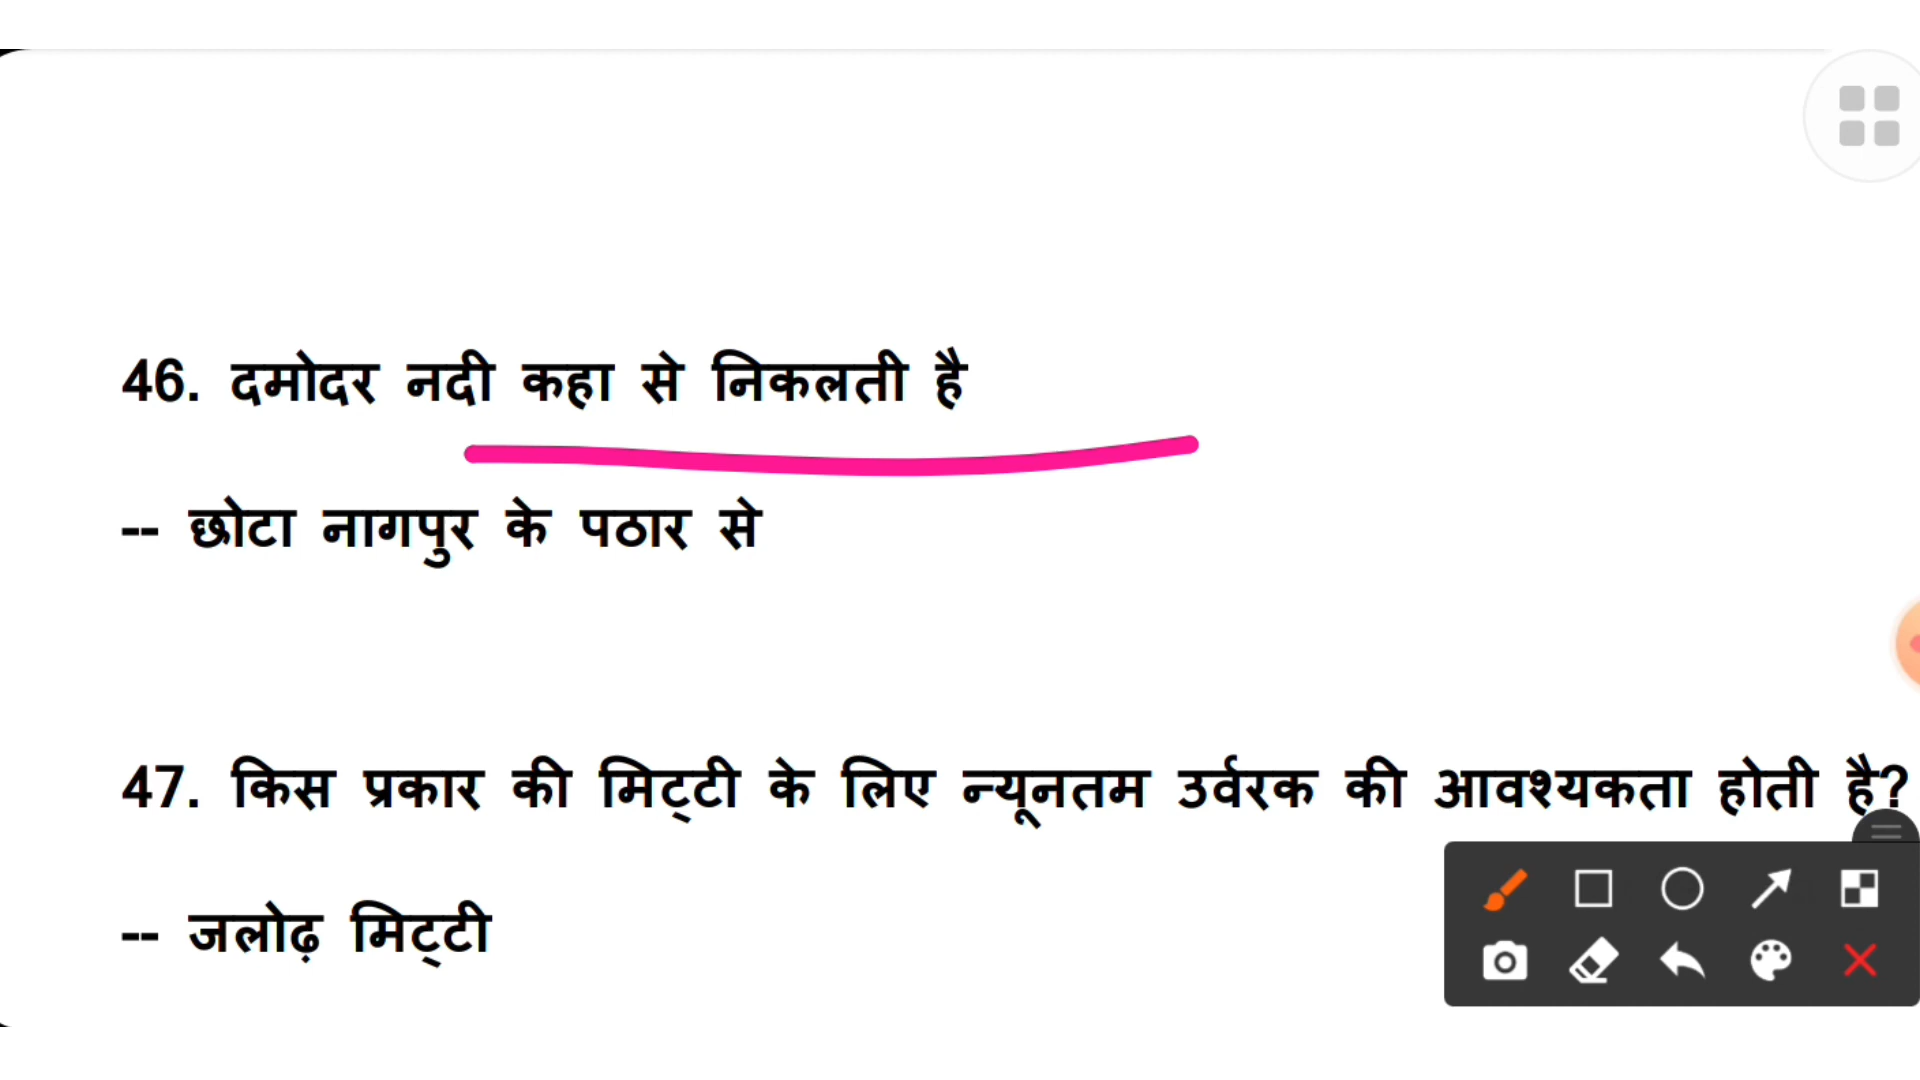 46. दमोदर नदी कहा से निकलती है
-- छोटा नागपुर के पठार से
47. किस प्रकार की मिट्टी के लिए न्यूनतम उर्वरक की आवश्यकता होती है?
-- जलोढ़ मिट्टी